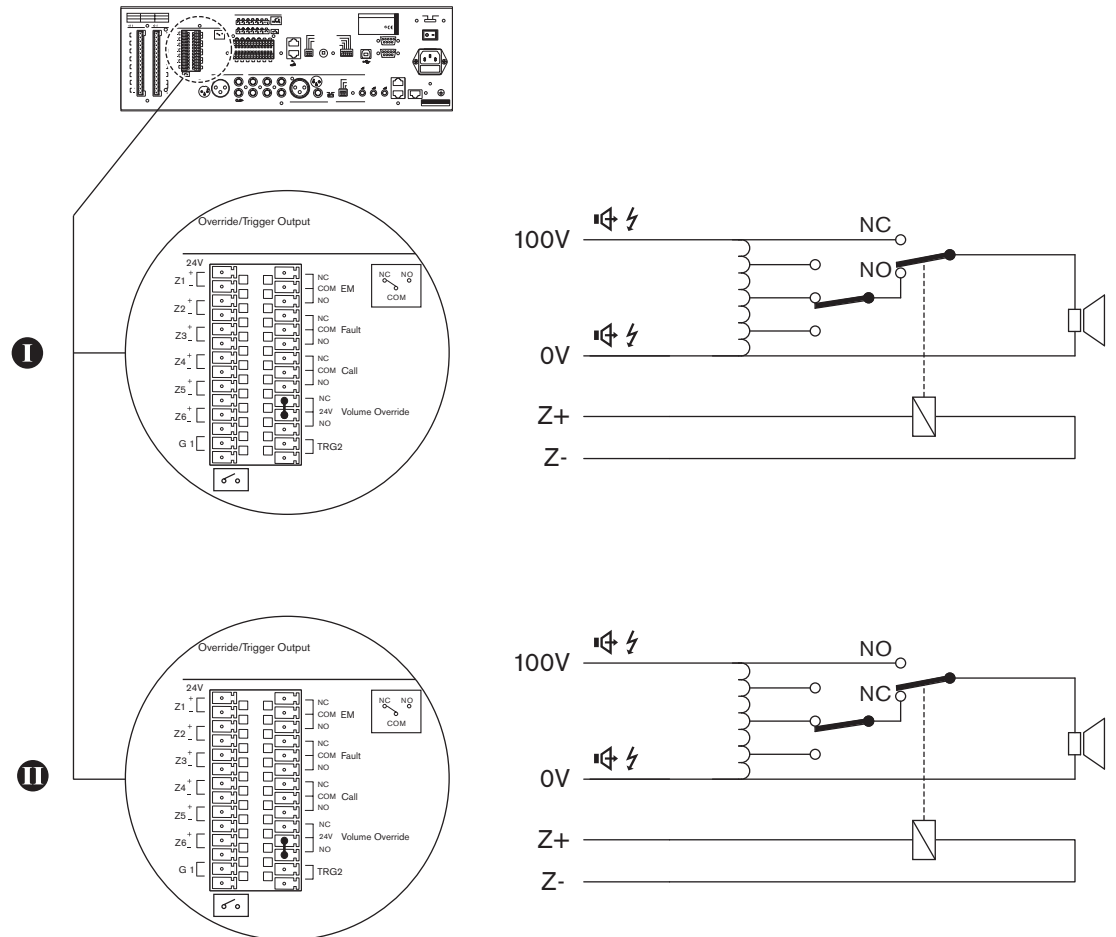 I
Override/Trigger Output
24V
Z1 + -
Z2 + -
Z3 + -
Z4 + -
Z5 + -
Z6 + -
G 1
NC
COM EM
NO
NC
COM Fault
NO
NC
COM Call
NO
NC
24V Volume Override
NO
TRG2
NC NO
COM
100V
NC
NO
0V
Z+
Z-
II
Override/Trigger Output
24V
Z1 + -
Z2 + -
Z3 + -
Z4 + -
Z5 + -
Z6 + -
G 1
NC
COM EM
NO
NC
COM Fault
NO
NC
COM Call
NO
NC
24V Volume Override
NO
TRG2
NC NO
COM
100V
NO
NC
0V
Z+
Z-